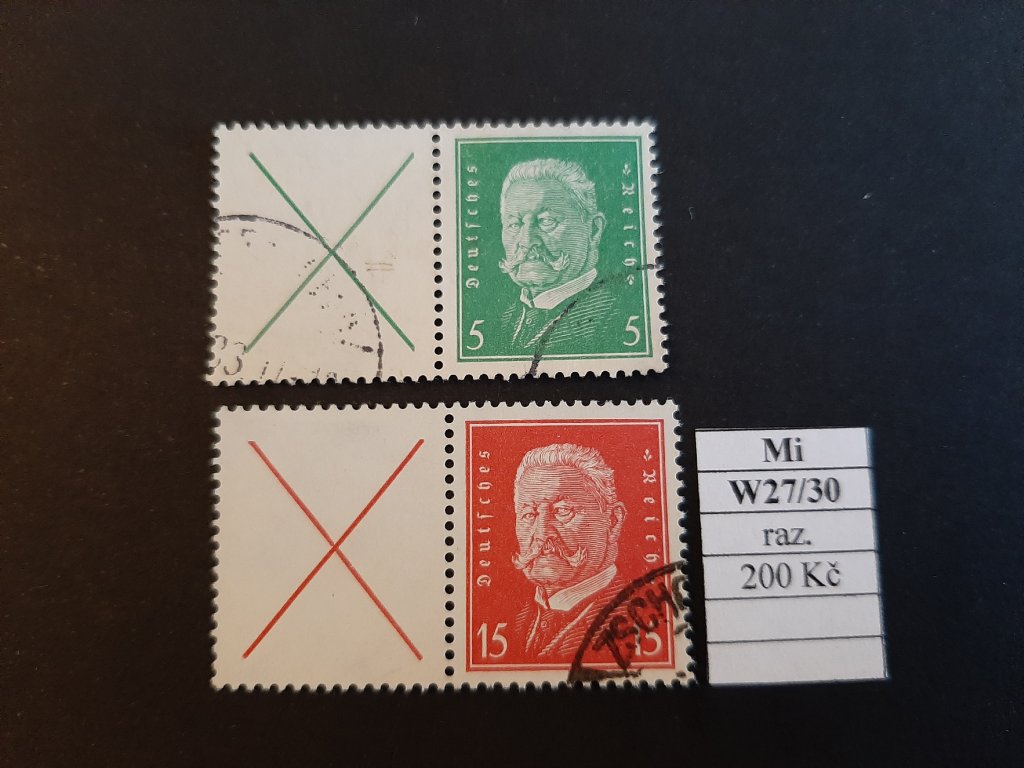 Deutsches
Reich
5 5
Deutsches
Reich
15 15
Mi
W27/30
raz.
200 Kč